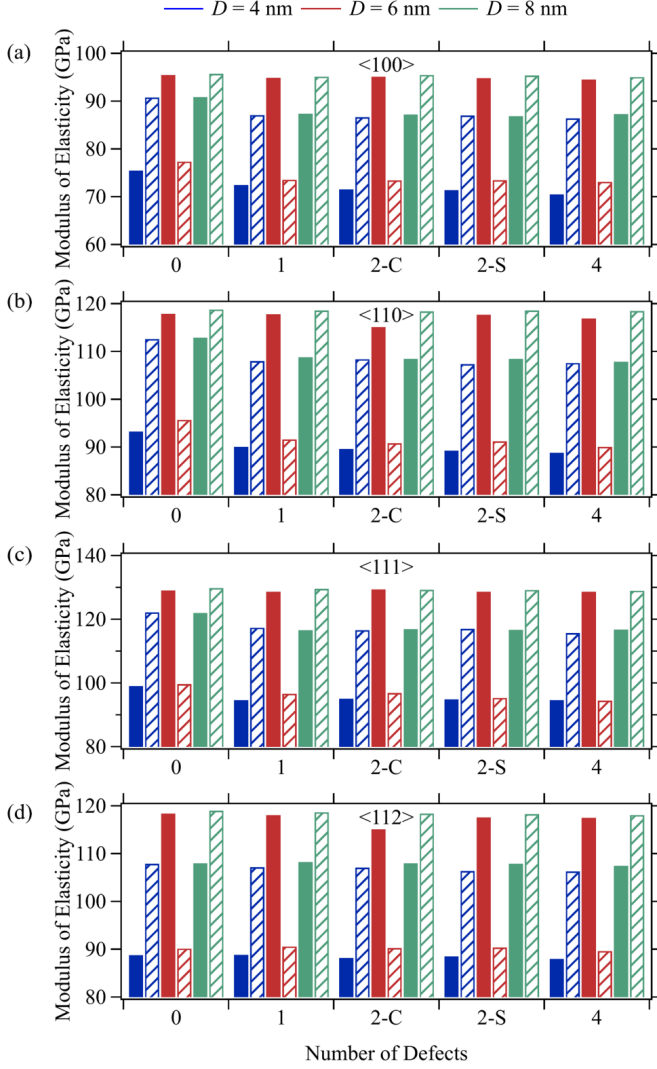 D = 4 nm D = 6 nm D = 8 nm
(a)
Modulus of Elasticity (GPa)
100
90
80
70
60
<100>
0 1 2-C 2-S 4
(b)
Modulus of Elasticity (GPa)
120
110
100
90
80
<110>
0 1 2-C 2-S 4
(c)
Modulus of Elasticity (GPa)
140
120
100
80
<111>
0 1 2-C 2-S 4
(d)
Modulus of Elasticity (GPa)
120
110
100
90
80
<112>
0 1 2-C 2-S 4
Number of Defects